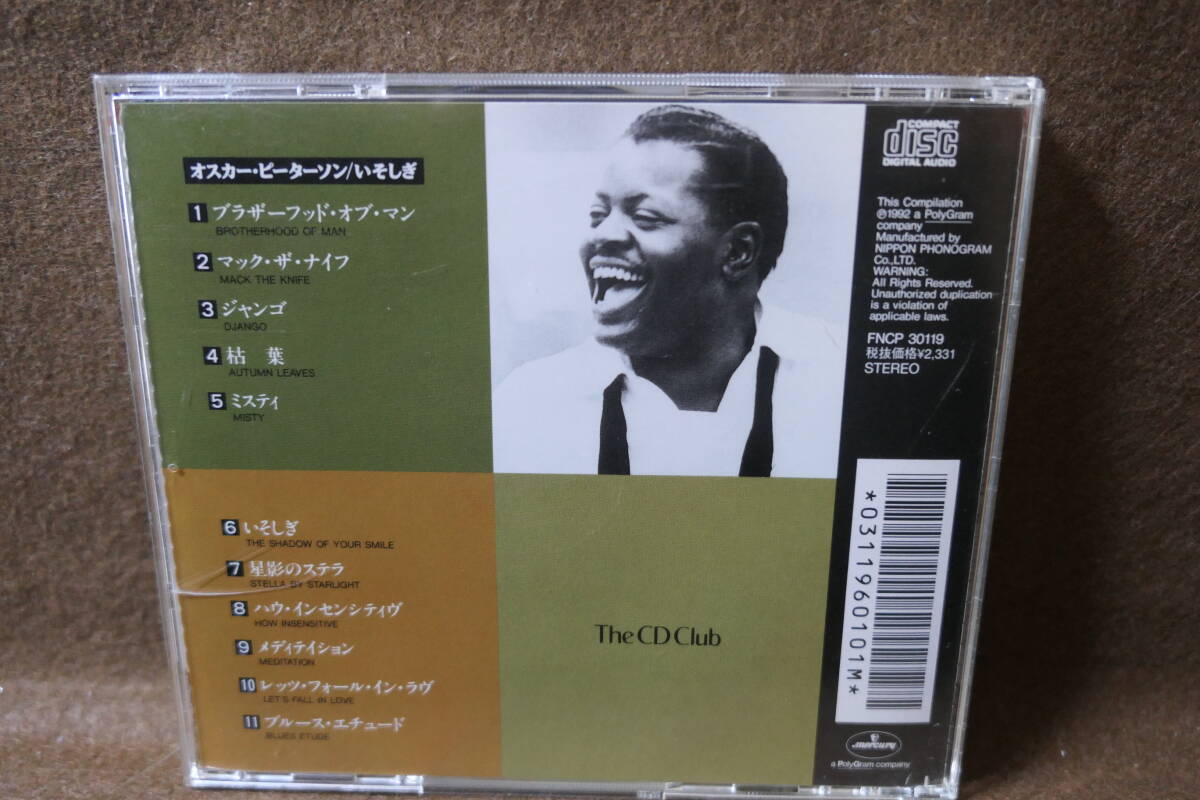 オスカー・ピーターソン/いそしぎ
1 ブラザーフッド・オブ・マン
BROTHERHOOD OF MAN
2 マック・ザ・ナイフ
MACK THE KNIFE
3 ジャンゴ
DJANGO
4 枯 葉
AUTUMN LEAVES
5 ミスティ
MISTY
6 いそしぎ
THE SHADOW OF YOUR SMILE
7 星影のステラ
STELLA BY STARLIGHT
8 ハウ・インセンシティヴ
HOW INSENSITIVE
9 メディテイション
MEDITATION
10 レッツ・フォール・イン・ラヴ
LET'S FALL IN LOVE
11 ブルース・エチュード
BLUES ETUDE
The CD Club
COMPACT
disc
DIGITAL AUDIO
This Compilation
℗1992 a PolyGram
company
Manufactured by
NIPPON PHONOGRAM
Co.,LTD.
WARNING:
All Rights Reserved.
Unauthorized duplication
is a violation of
applicable laws.
FNCP 30119
税抜価格¥2,331
STEREO
*0311960101M*
mercury
a PolyGram company